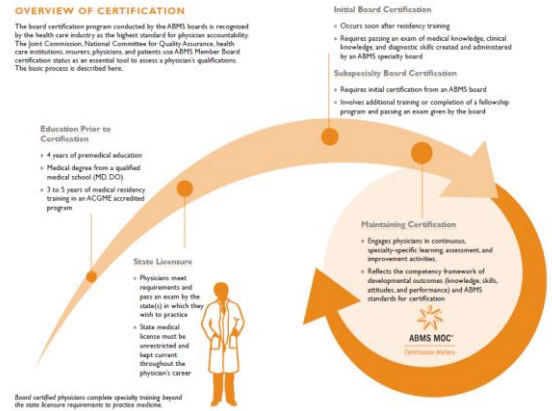 OVERVIEW OF CERTIFICATION
The board certification program conducted by the ABMS boards is recognized
by the health care industry as the highest standard for physician accountability.
The Joint Commission, National Committee for Quality Assurance, health
care institutions, insurers, physicians, and patients use ABMS Member Board
certification status as an essential tool to assess a physician's qualifications.
The basic process is described here.
Initial Board Certification
» Occurs soon after residency training
» Requires passing an exam of medical knowledge, clinical
knowledge, and diagnostic skills created and administered
by an ABMS specialty board
Subspecialty Board Certification
» Requires initial certification from an ABMS board
» Involves additional training or completion of a fellowship
program and passing an exam given by the board
Education Prior to
Certification
» 4 years of premedical education
» Medical degree from a qualified
medical school (MD, DO)
» 3 to 5 years of medical residency
training in an ACGME accredited
program
State Licensure
» Physicians meet
requirements and
pass an exam by the
state(s) in which they
wish to practice
» State medical
license must be
unrestricted and
kept current
throughout the
physician's career
Maintaining Certification
» Engages physicians in continuous,
specialty-specific learning, assessment, and
improvement activities.
» Reflects the competency framework of
developmental outcomes (knowledge, skills,
attitudes, and performance) and ABMS
standards for certification
ABMS MOC™
Certification Matters
Board certified physicians complete specialty training beyond
the state licensure requirements to practice medicine.